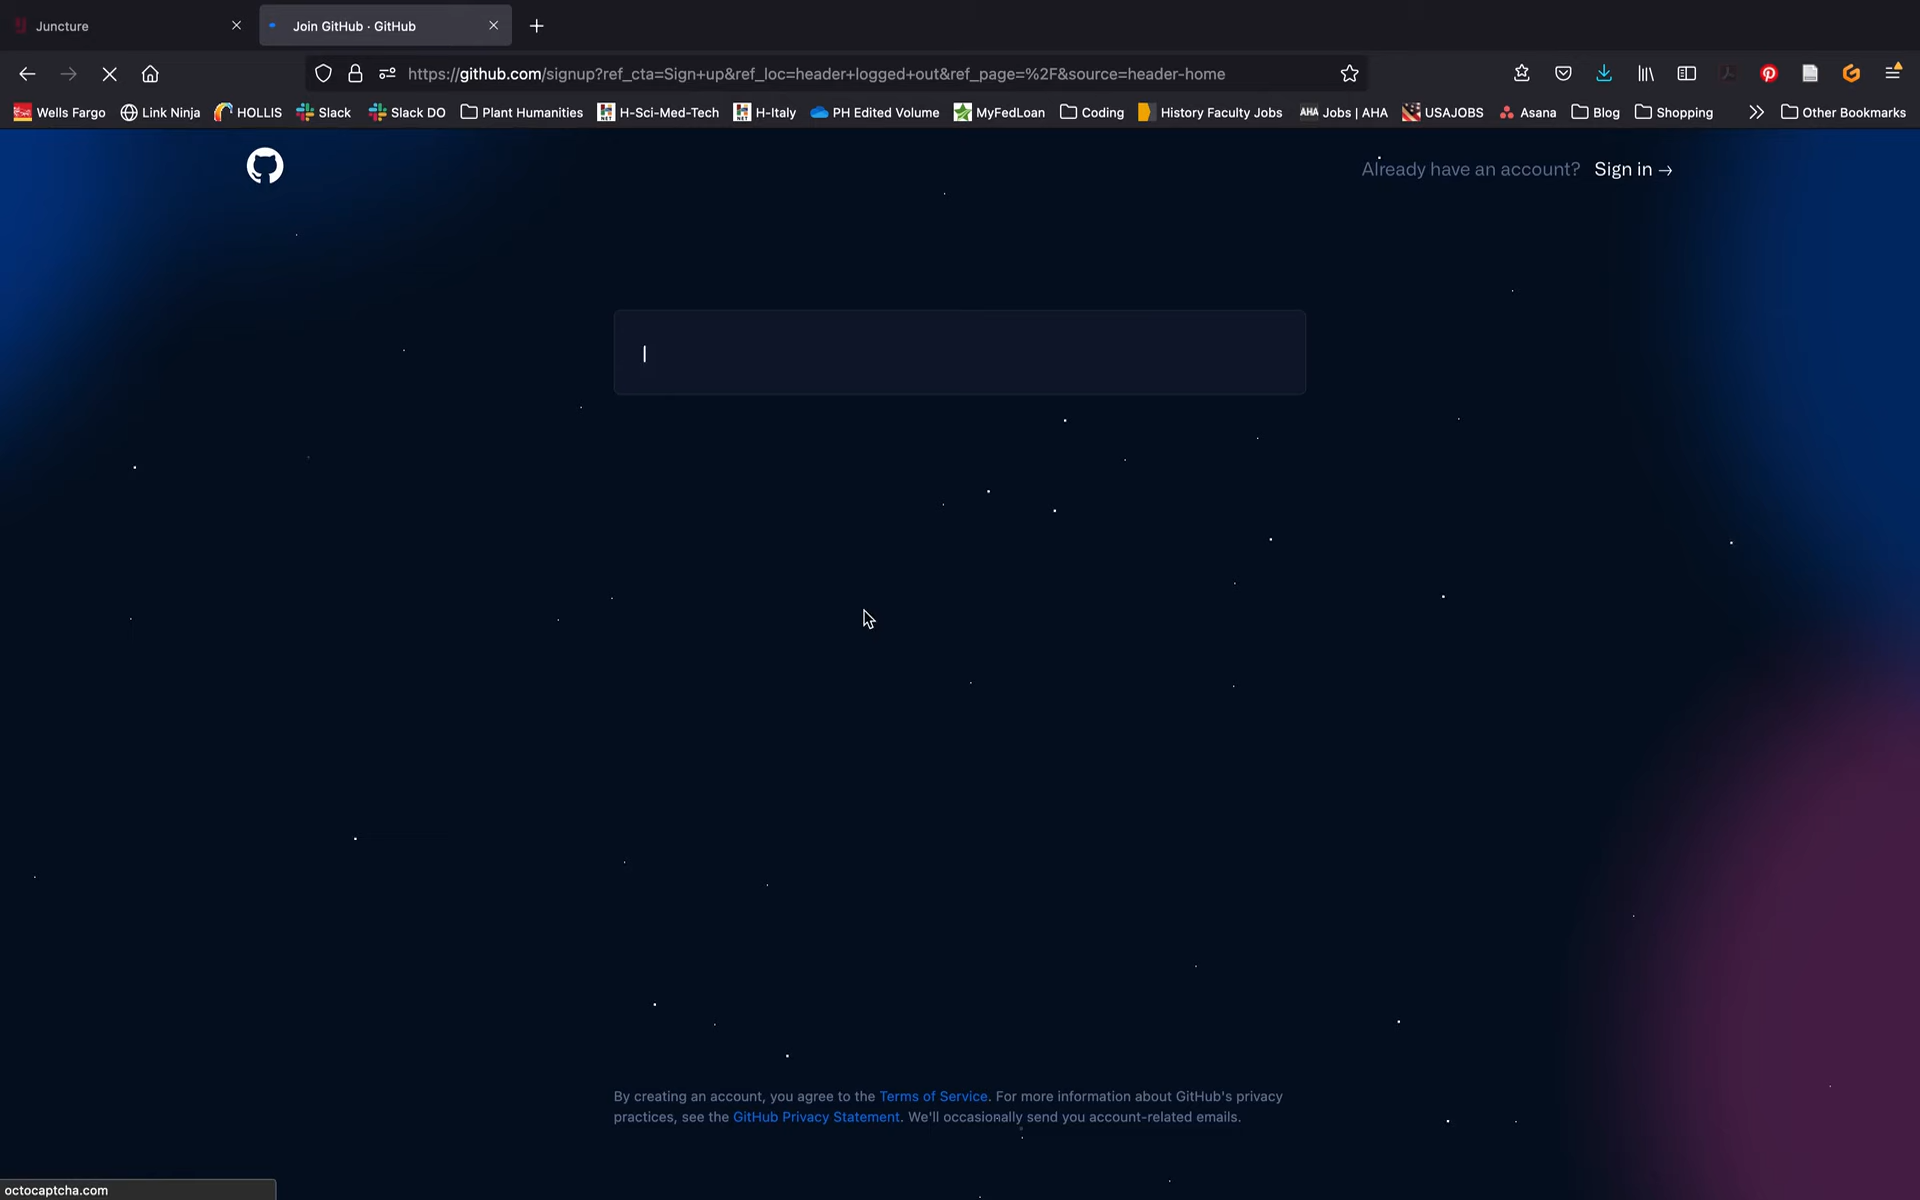 Juncture
Join GitHub · GitHub
https://github.com/signup?ref_cta=Sign+up&ref_loc=header+logged+out&ref_page=%2F&source=header-home
Wells Fargo Link Ninja HOLLIS Slack Slack DO Plant Humanities H-Sci-Med-Tech H-Italy PH Edited Volume MyFedLoan Coding History Faculty Jobs AHA Jobs | AHA USAJOBS Asana Blog Shopping Other Bookmarks
Already have an account? Sign in →
By creating an account, you agree to the Terms of Service. For more information about GitHub's privacy
practices, see the GitHub Privacy Statement. We'll occasionally send you account-related emails.
octocaptcha.com